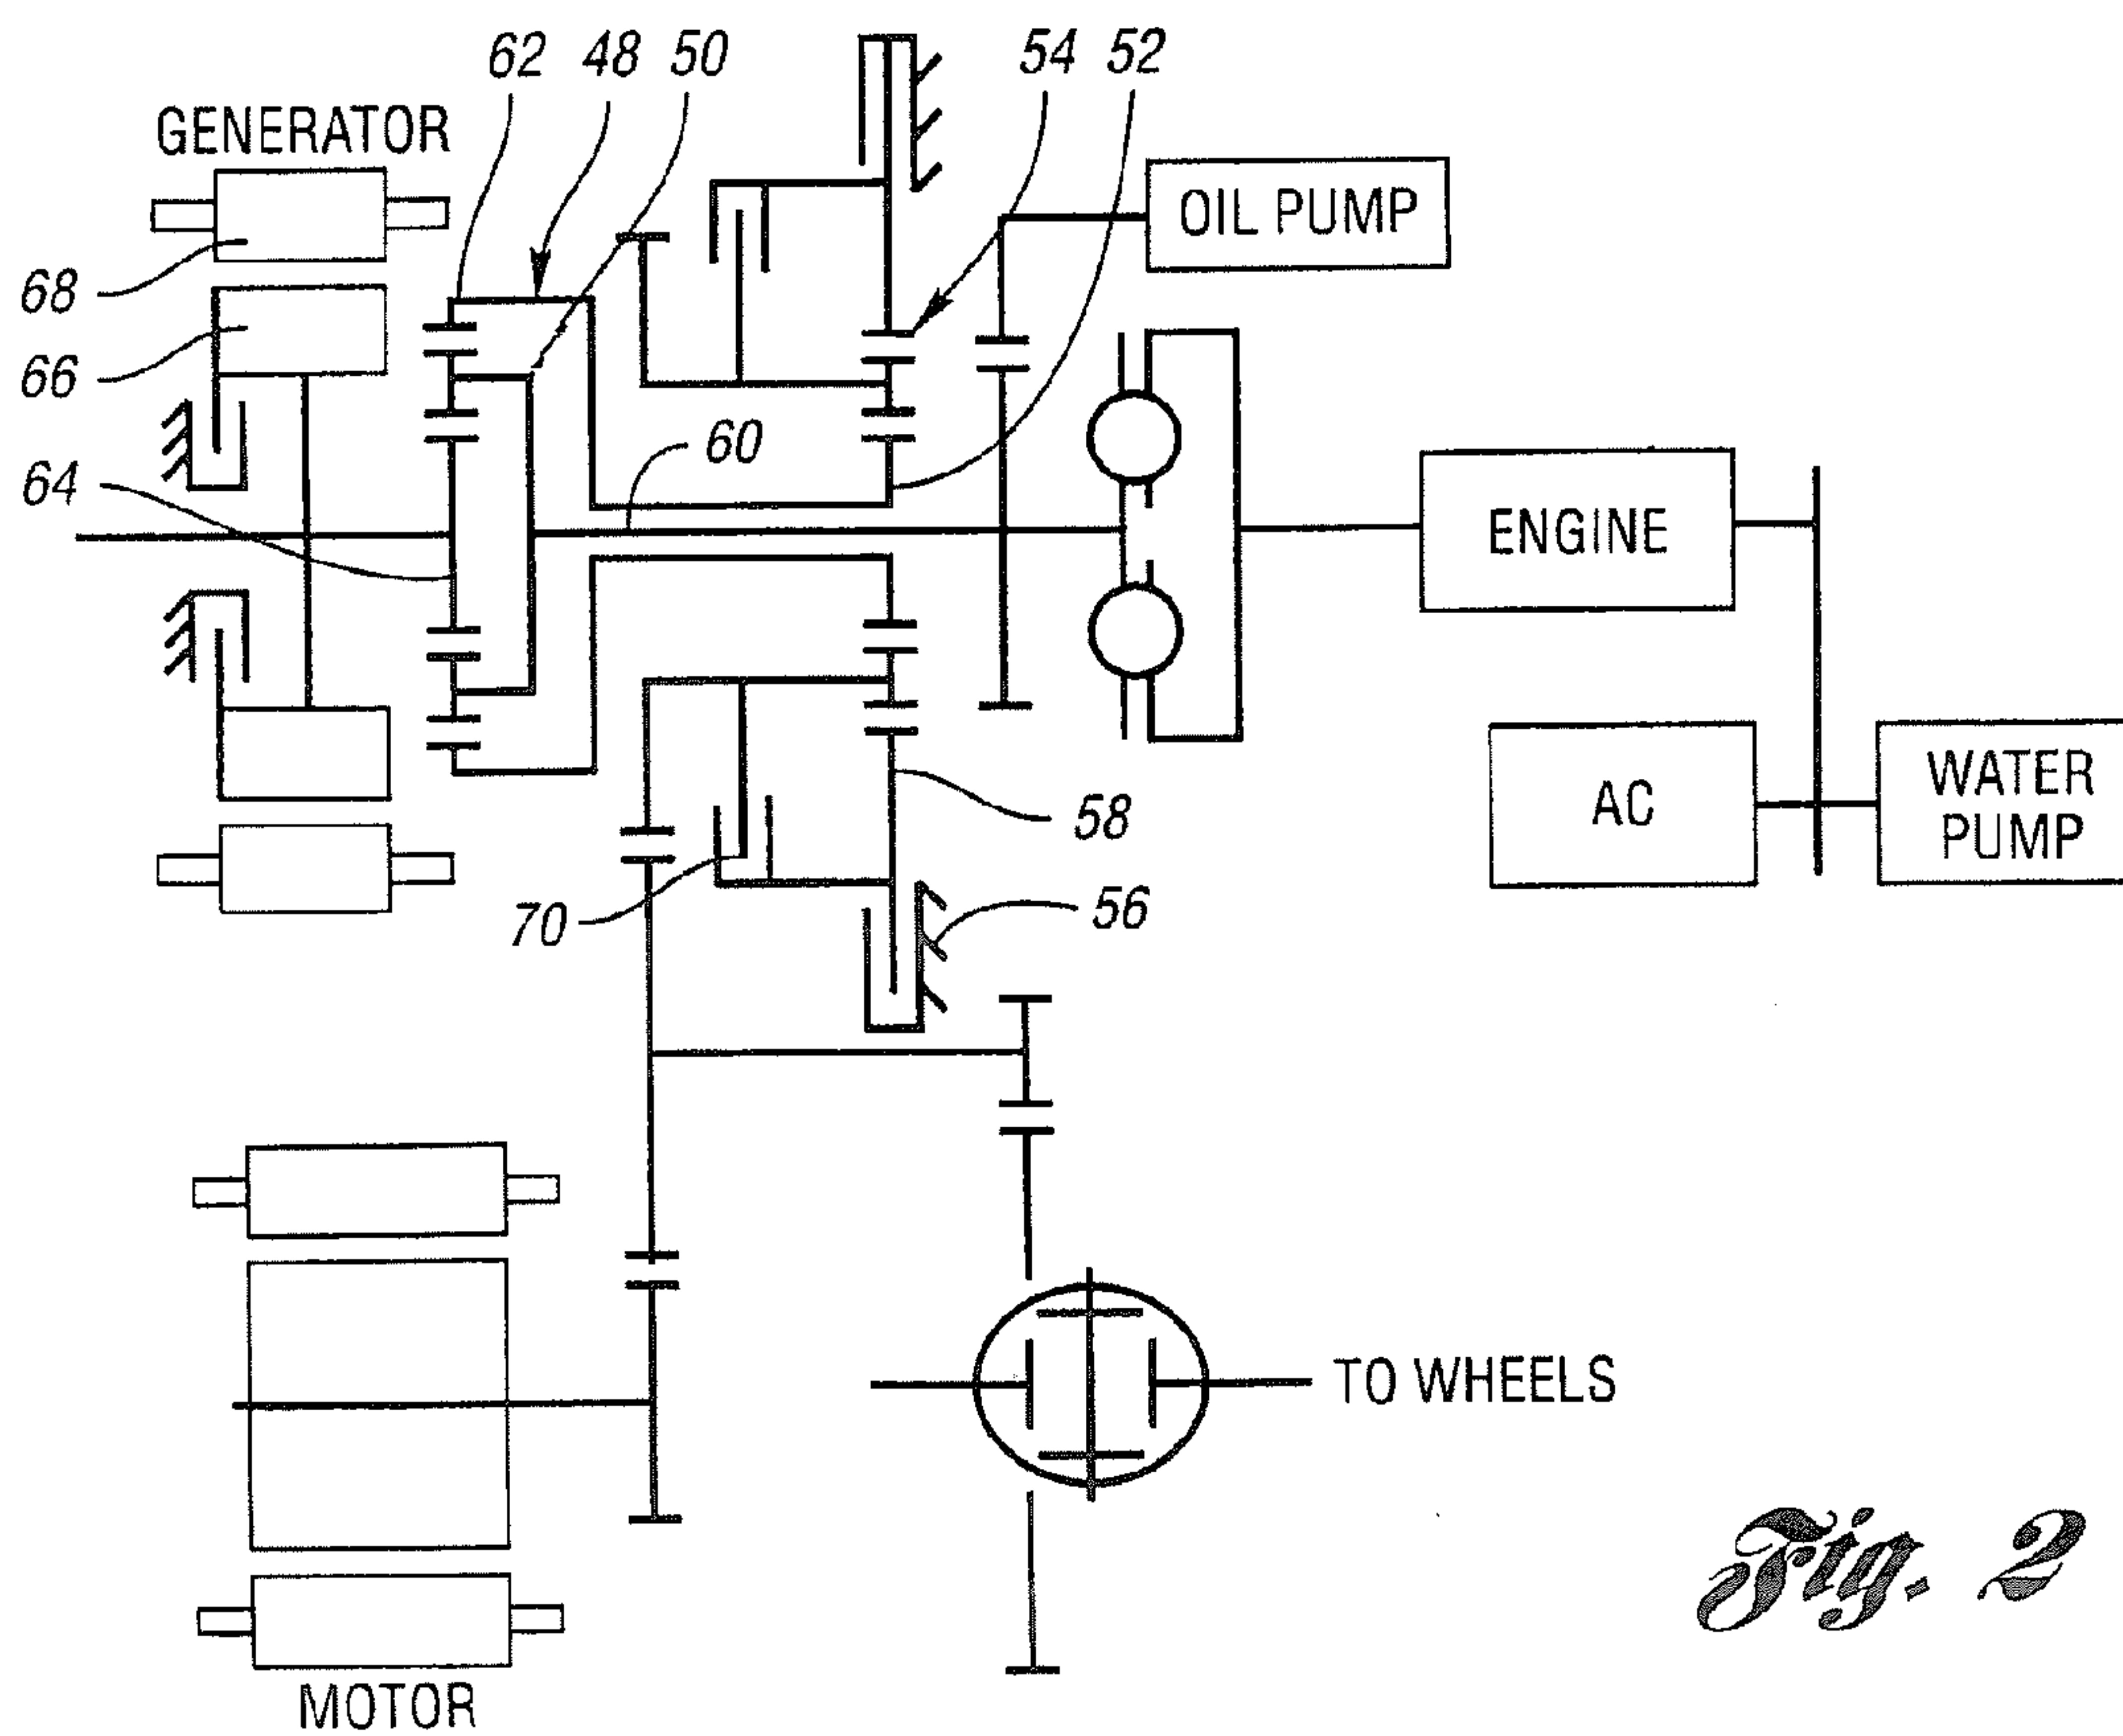 62 48 50 54 52
GENERATOR
OIL PUMP
68
66
60
64
ENGINE
58
AC
WATER
PUMP
70
56
TO WHEELS
MOTOR
Fig. 2